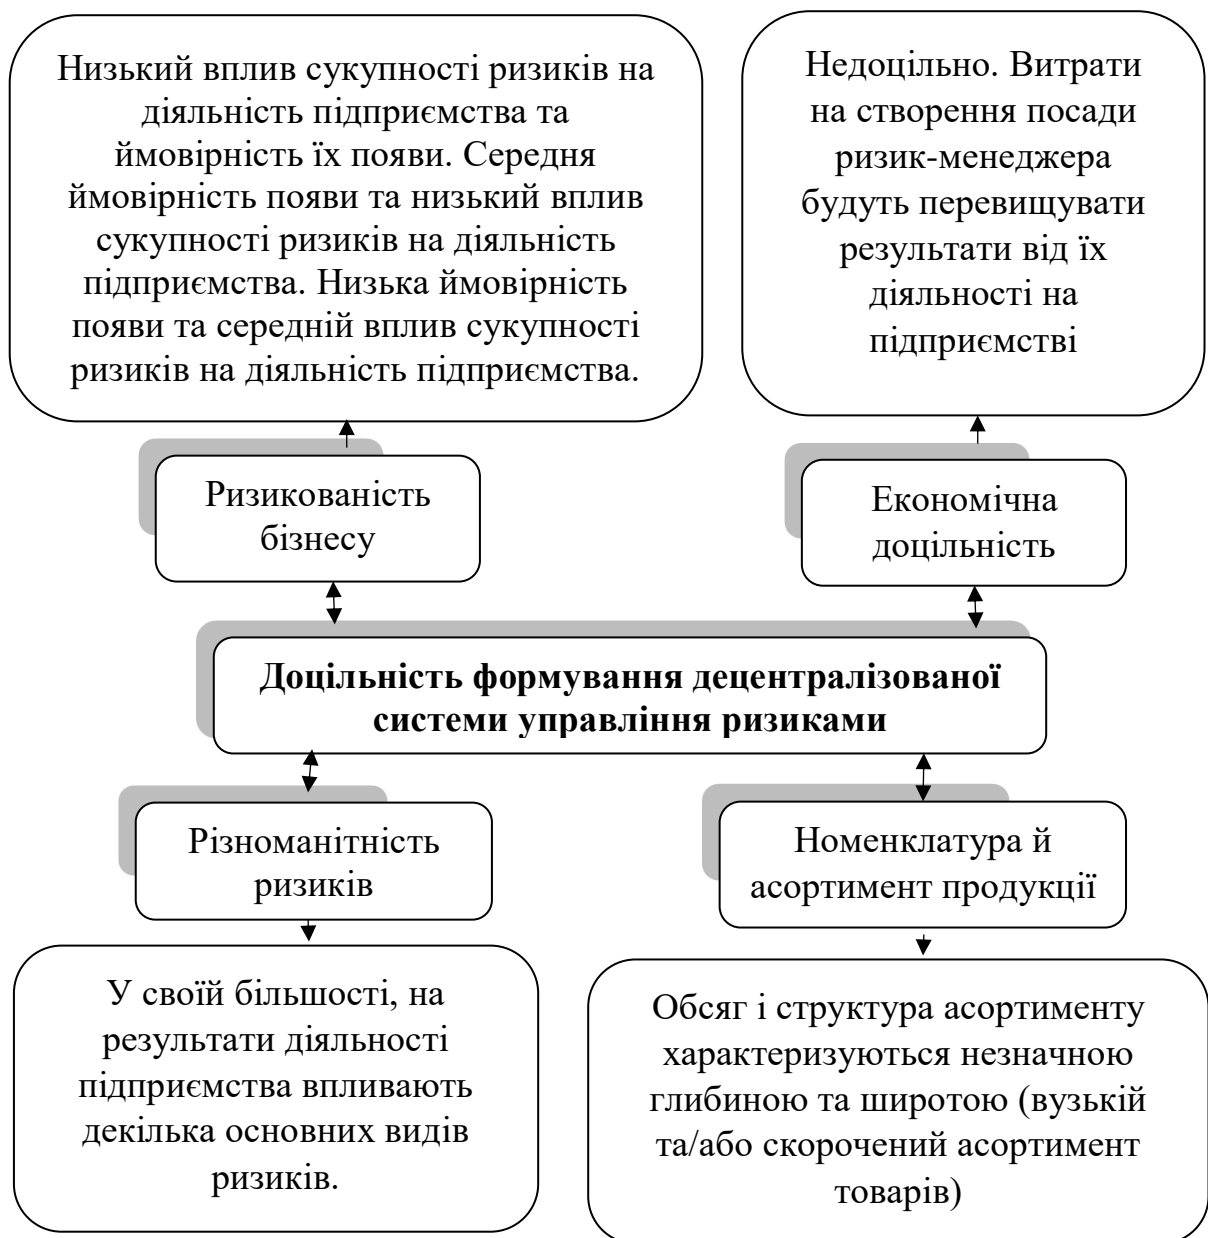 Низький вплив сукупності ризиків на
діяльність підприємства та
ймовірність їх появи. Середня
ймовірність появи та низький вплив
сукупності ризиків на діяльність
підприємства. Низька ймовірність
появи та середній вплив сукупності
ризиків на діяльність підприємства.
Недоцільно. Витрати
на створення посади
ризик-менеджера
будуть перевищувати
результати від їх
діяльності на
підприємстві
Ризикованість
бізнесу
Економічна
доцільність
Доцільність формування децентралізованої
системи управління ризиками
Різноманітність
ризиків
Номенклатура й
асортимент продукції
У своїй більшості, на
результати діяльності
підприємства впливають
декілька основних видів
ризиків.
Обсяг і структура асортименту
характеризуються незначною
глибиною та широтою (вузькій
та/або скорочений асортимент
товарів)